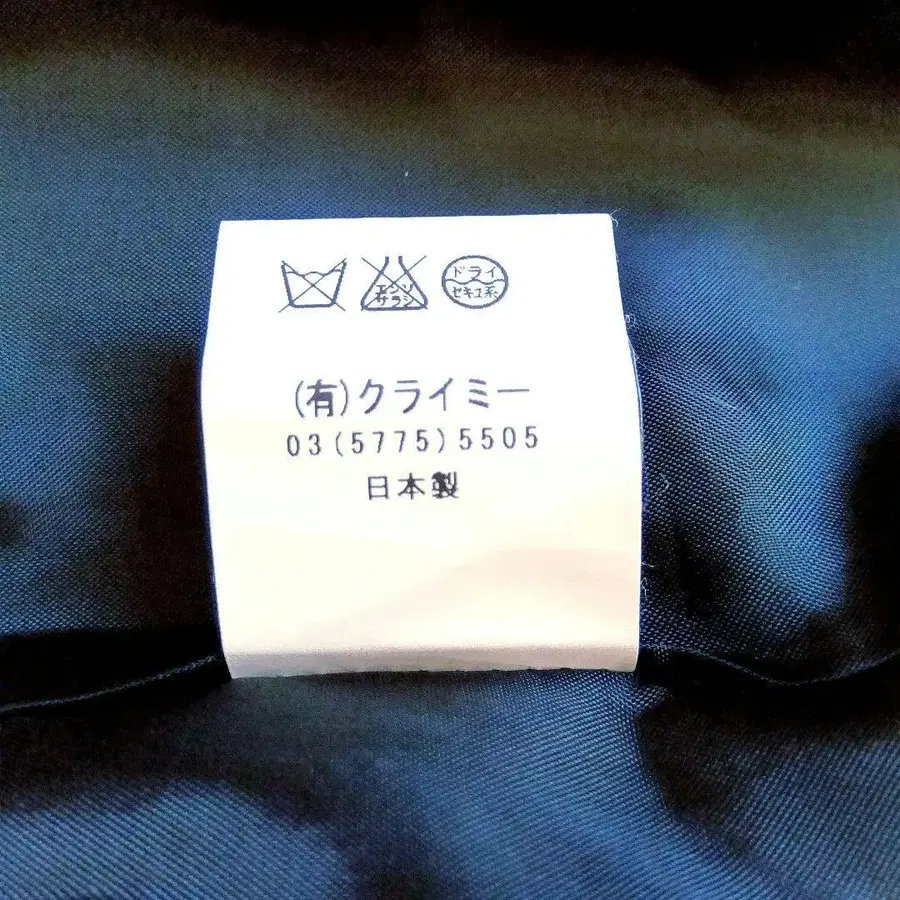 エンソ
サラシ
ドライ
セキユ系
(有)クライミー
03(5775)5505
日本製